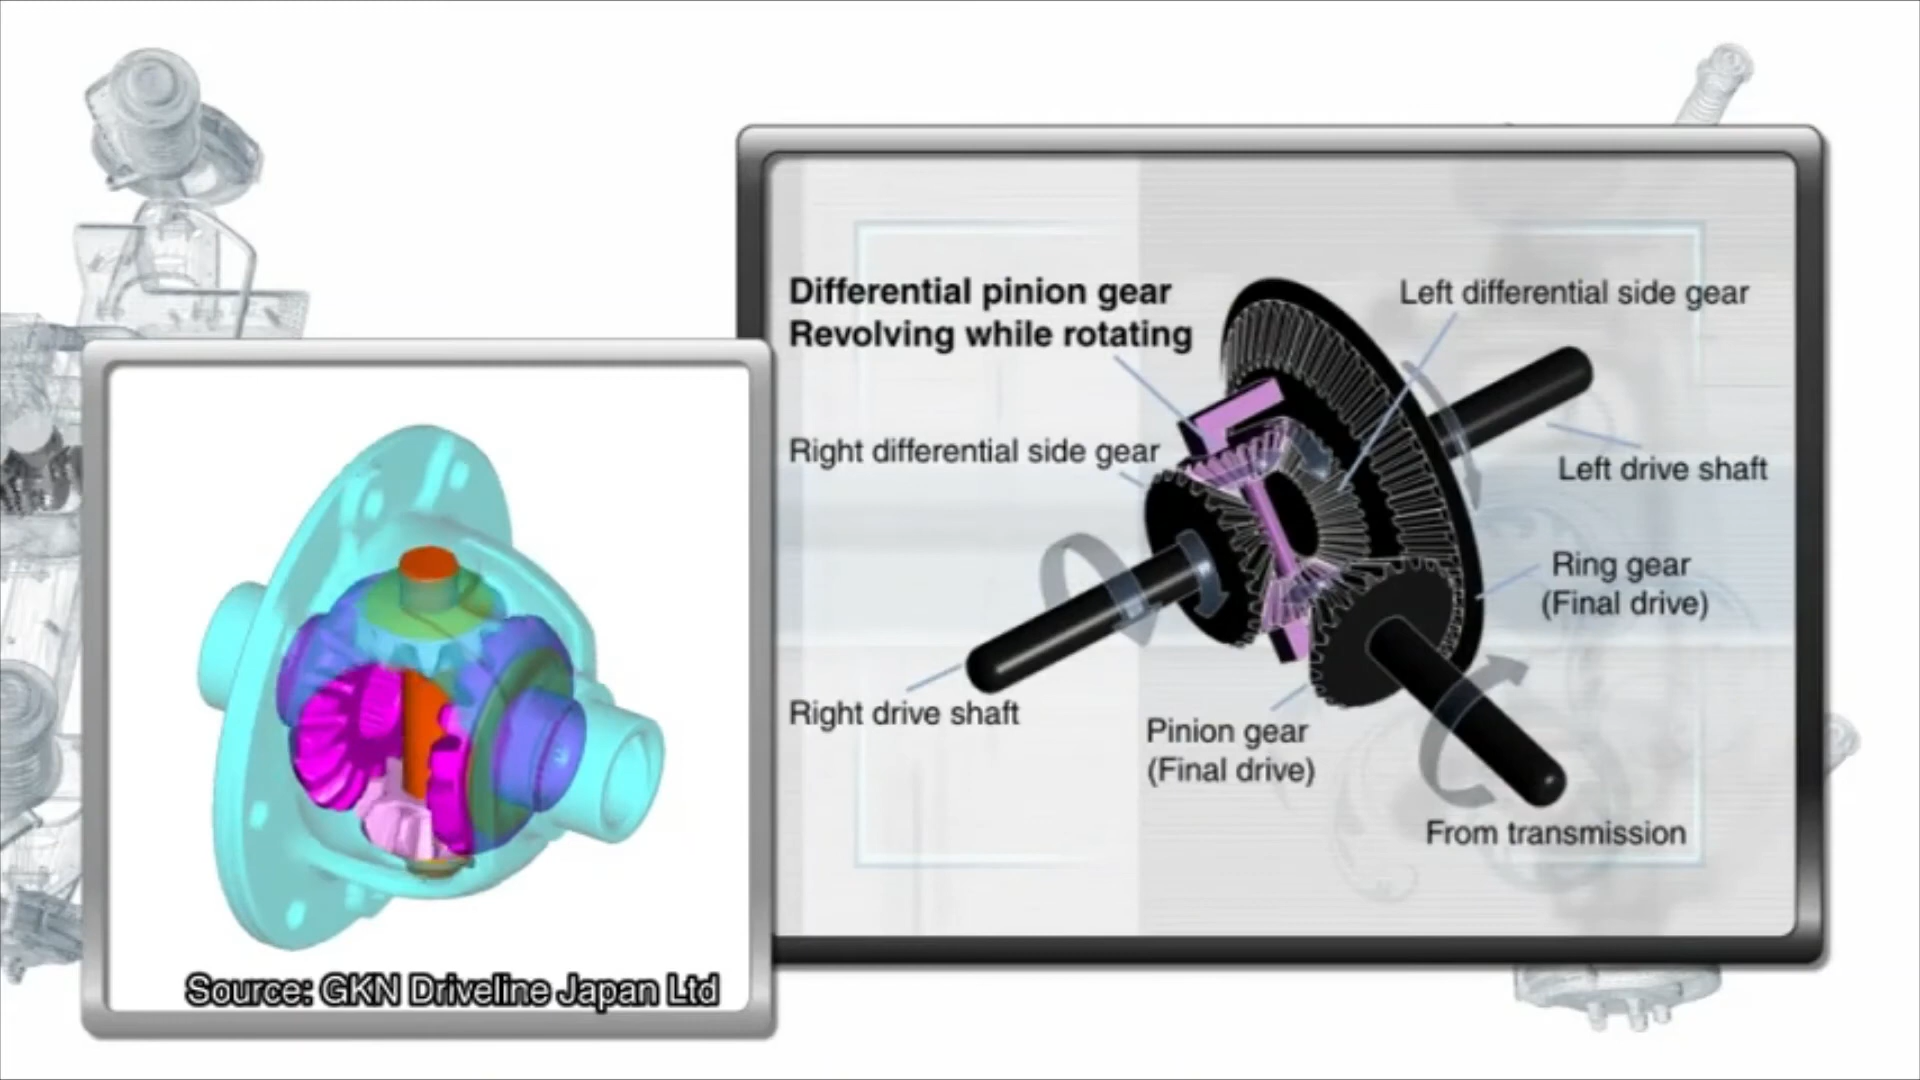 Differential pinion gear
Revolving while rotating
Left differential side gear
Right differential side gear
Left drive shaft
Ring gear
(Final drive)
Right drive shaft
Pinion gear
(Final drive)
From transmission
Source: GKN Driveline Japan Ltd